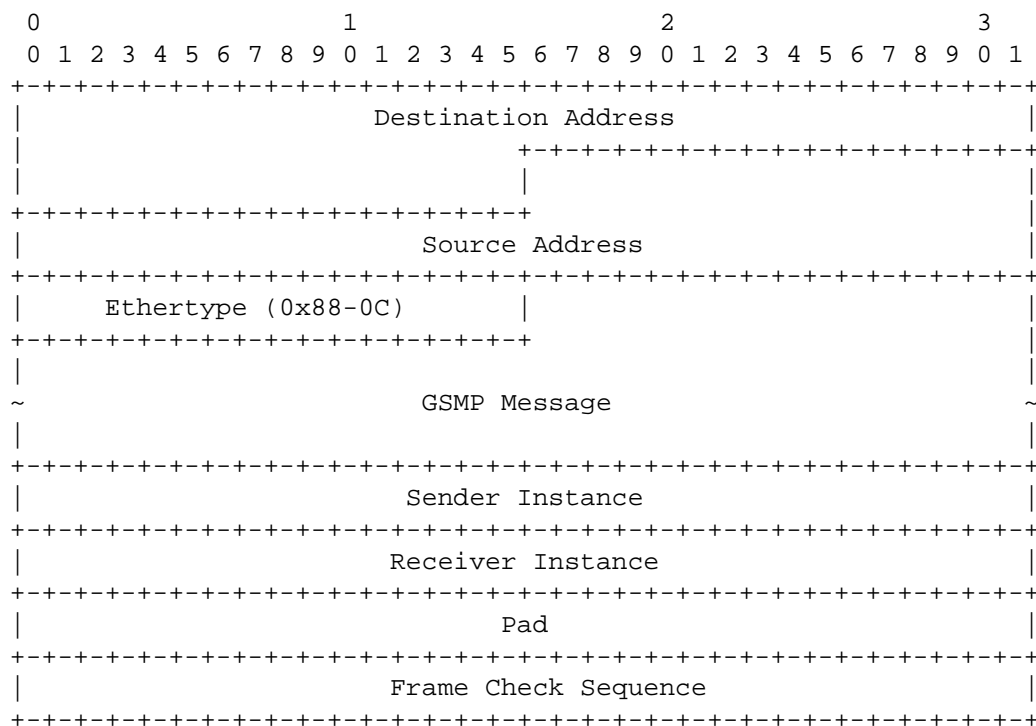 0                   1                   2                   3
 0 1 2 3 4 5 6 7 8 9 0 1 2 3 4 5 6 7 8 9 0 1 2 3 4 5 6 7 8 9 0 1
+-+-+-+-+-+-+-+-+-+-+-+-+-+-+-+-+-+-+-+-+-+-+-+-+-+-+-+-+-+-+-+-+
|                      Destination Address                      |
|                               +-+-+-+-+-+-+-+-+-+-+-+-+-+-+-+-+
|                               |                               |
+-+-+-+-+-+-+-+-+-+-+-+-+-+-+-+-+                               |
|                         Source Address                        |
+-+-+-+-+-+-+-+-+-+-+-+-+-+-+-+-+-+-+-+-+-+-+-+-+-+-+-+-+-+-+-+-+
|     Ethertype (0x88-0C)       |                               |
+-+-+-+-+-+-+-+-+-+-+-+-+-+-+-+-+                               |
|                                                               |
~                         GSMP Message                          ~
|                                                               |
+-+-+-+-+-+-+-+-+-+-+-+-+-+-+-+-+-+-+-+-+-+-+-+-+-+-+-+-+-+-+-+-+
|                        Sender Instance                        |
+-+-+-+-+-+-+-+-+-+-+-+-+-+-+-+-+-+-+-+-+-+-+-+-+-+-+-+-+-+-+-+-+
|                       Receiver Instance                       |
+-+-+-+-+-+-+-+-+-+-+-+-+-+-+-+-+-+-+-+-+-+-+-+-+-+-+-+-+-+-+-+-+
|                              Pad                              |
+-+-+-+-+-+-+-+-+-+-+-+-+-+-+-+-+-+-+-+-+-+-+-+-+-+-+-+-+-+-+-+-+
|                       Frame Check Sequence                    |
+-+-+-+-+-+-+-+-+-+-+-+-+-+-+-+-+-+-+-+-+-+-+-+-+-+-+-+-+-+-+-+-+